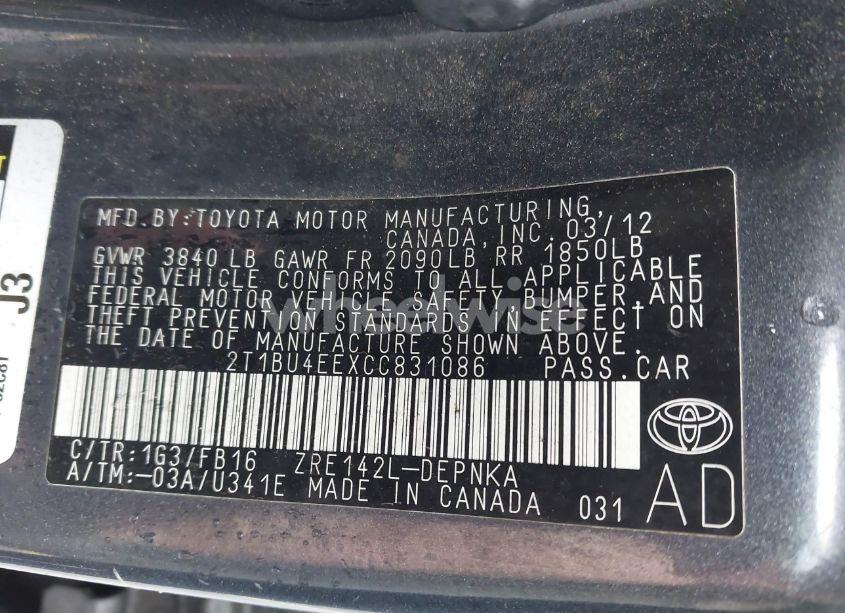 MFD. BY: TOYOTA MOTOR MANUFACTURING,
CANADA, INC. 03/12
GVWR 3840 LB GAWR FR 2090LB RR 1850LB
THIS VEHICLE CONFORMS TO ALL APPLICABLE
FEDERAL MOTOR VEHICLE SAFETY, BUMPER, AND
THEFT PREVENTION STANDARDS IN EFFECT ON
THE DATE OF MANUFACTURE SHOWN ABOVE.
2T1BU4EEXCC831086 PASS.CAR
C/TR:1G3/FB16 ZRE142L-DEPNKA
A/TM:-03A/U341E MADE IN CANADA 031
AD
J3
wheelwise